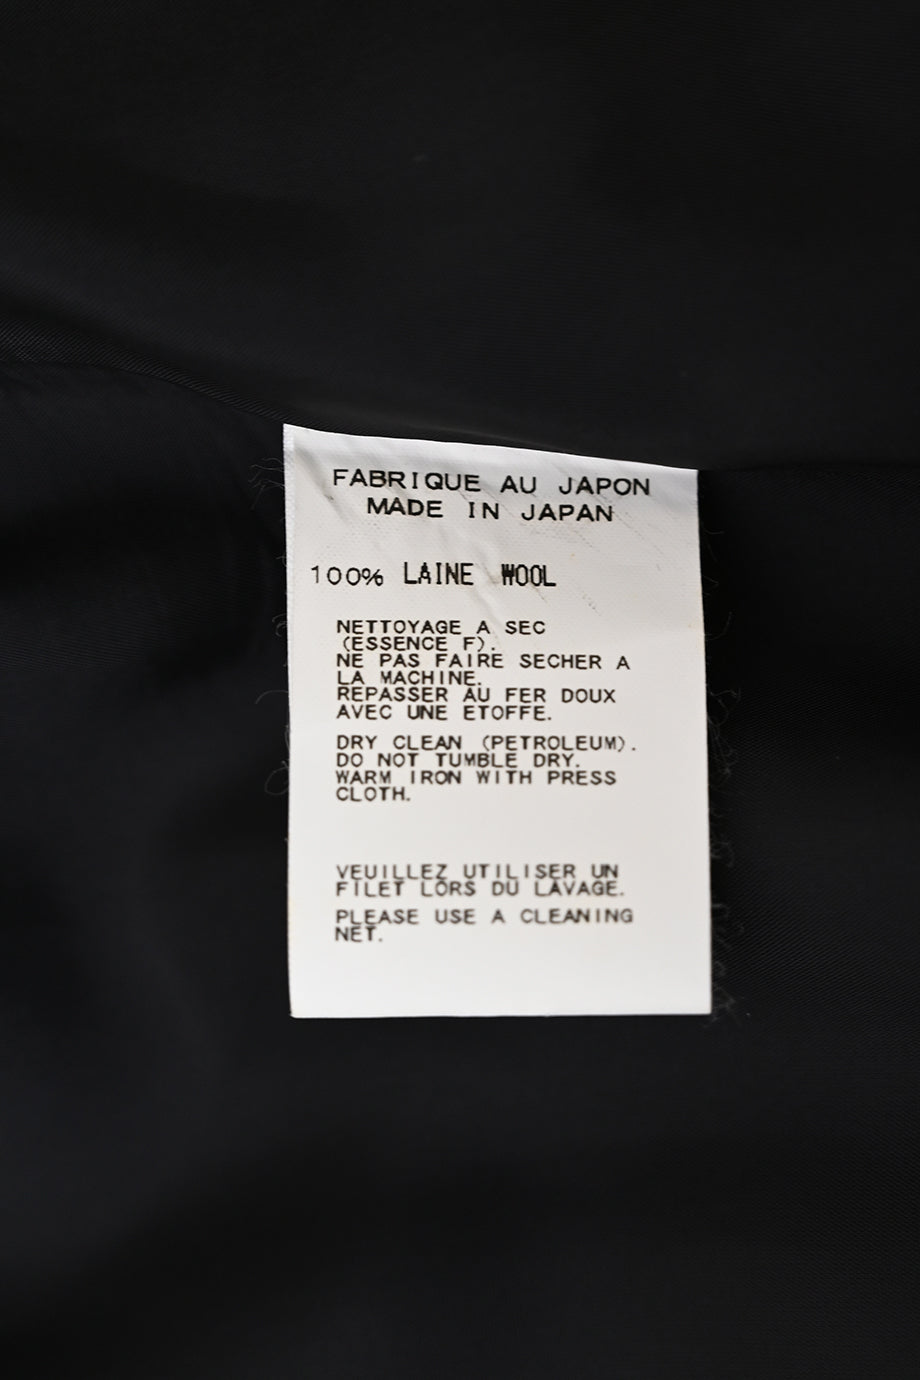 FABRIQUE AU JAPON
MADE IN JAPAN
100% LAINE WOOL
NETTOYAGE A SEC
(ESSENCE F).
NE PAS FAIRE SECHER A
LA MACHINE.
REPASSER AU FER DOUX
AVEC UNE ETOFFE.
DRY CLEAN (PETROLEUM).
DO NOT TUMBLE DRY.
WARM IRON WITH PRESS
CLOTH.
VEUILLEZ UTILISER UN
FILET LORS DU LAVAGE.
PLEASE USE A CLEANING
NET.